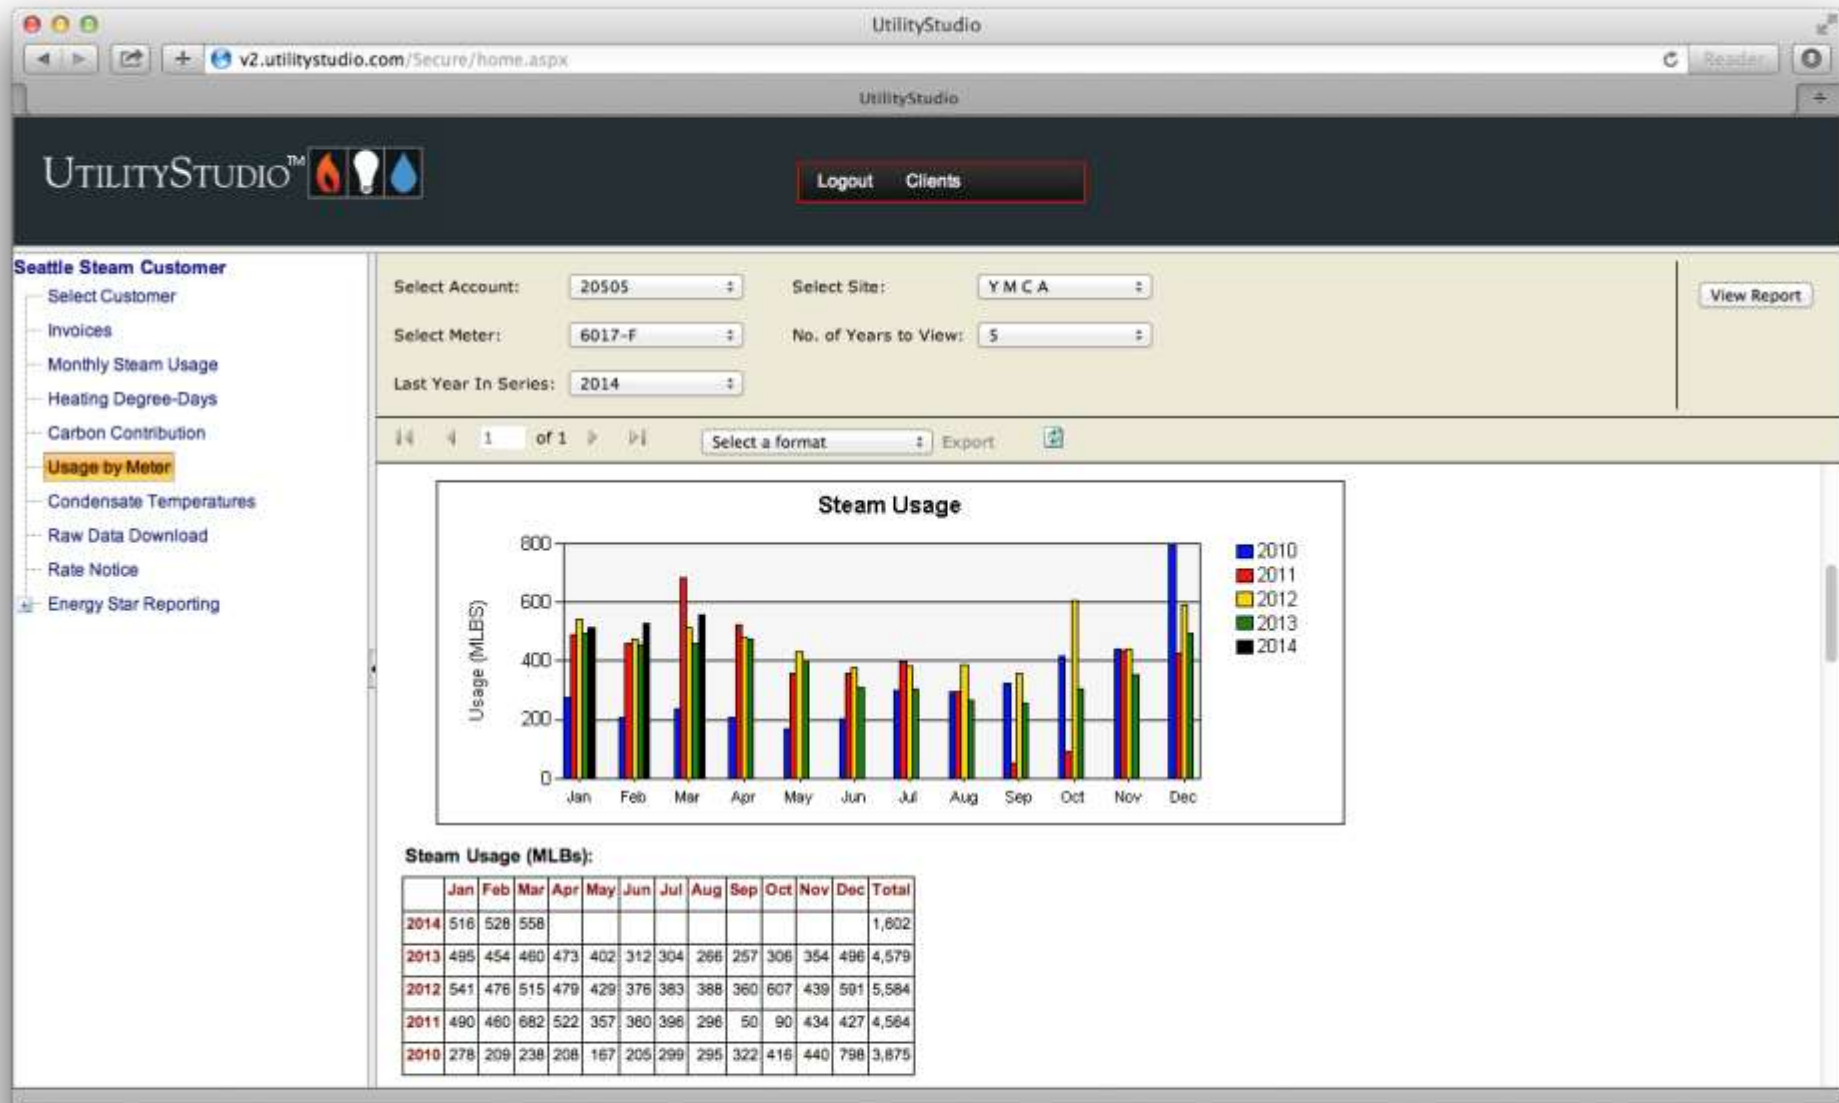 UtilityStudio
v2.utilitystudio.com/Secure/home.aspx
Reader
UtilityStudio
UTILITYSTUDIO™
Logout Clients
Seattle Steam Customer
Select Customer
Invoices
Monthly Steam Usage
Heating Degree-Days
Carbon Contribution
Usage by Meter
Condensate Temperatures
Raw Data Download
Rate Notice
Energy Star Reporting
Select Account: 20505 Select Site: Y M C A
View Report
Select Meter: 6017-F No. of Years to View: 5
Last Year In Series: 2014
1 of 1 Select a format Export
Steam Usage
Usage (MLBS)
800
600
400
200
0
Jan Feb Mar Apr May Jun Jul Aug Sep Oct Nov Dec
2010
2011
2012
2013
2014
Steam Usage (MLBs):
Jan Feb Mar Apr May Jun Jul Aug Sep Oct Nov Dec Total
2014 516 528 558 1,602
2013 495 454 460 473 402 312 304 266 257 306 354 496 4,579
2012 541 476 515 479 429 376 383 388 360 607 439 591 5,584
2011 490 460 682 522 357 360 396 296 50 90 434 427 4,564
2010 278 209 238 208 167 205 299 295 322 416 440 798 3,875